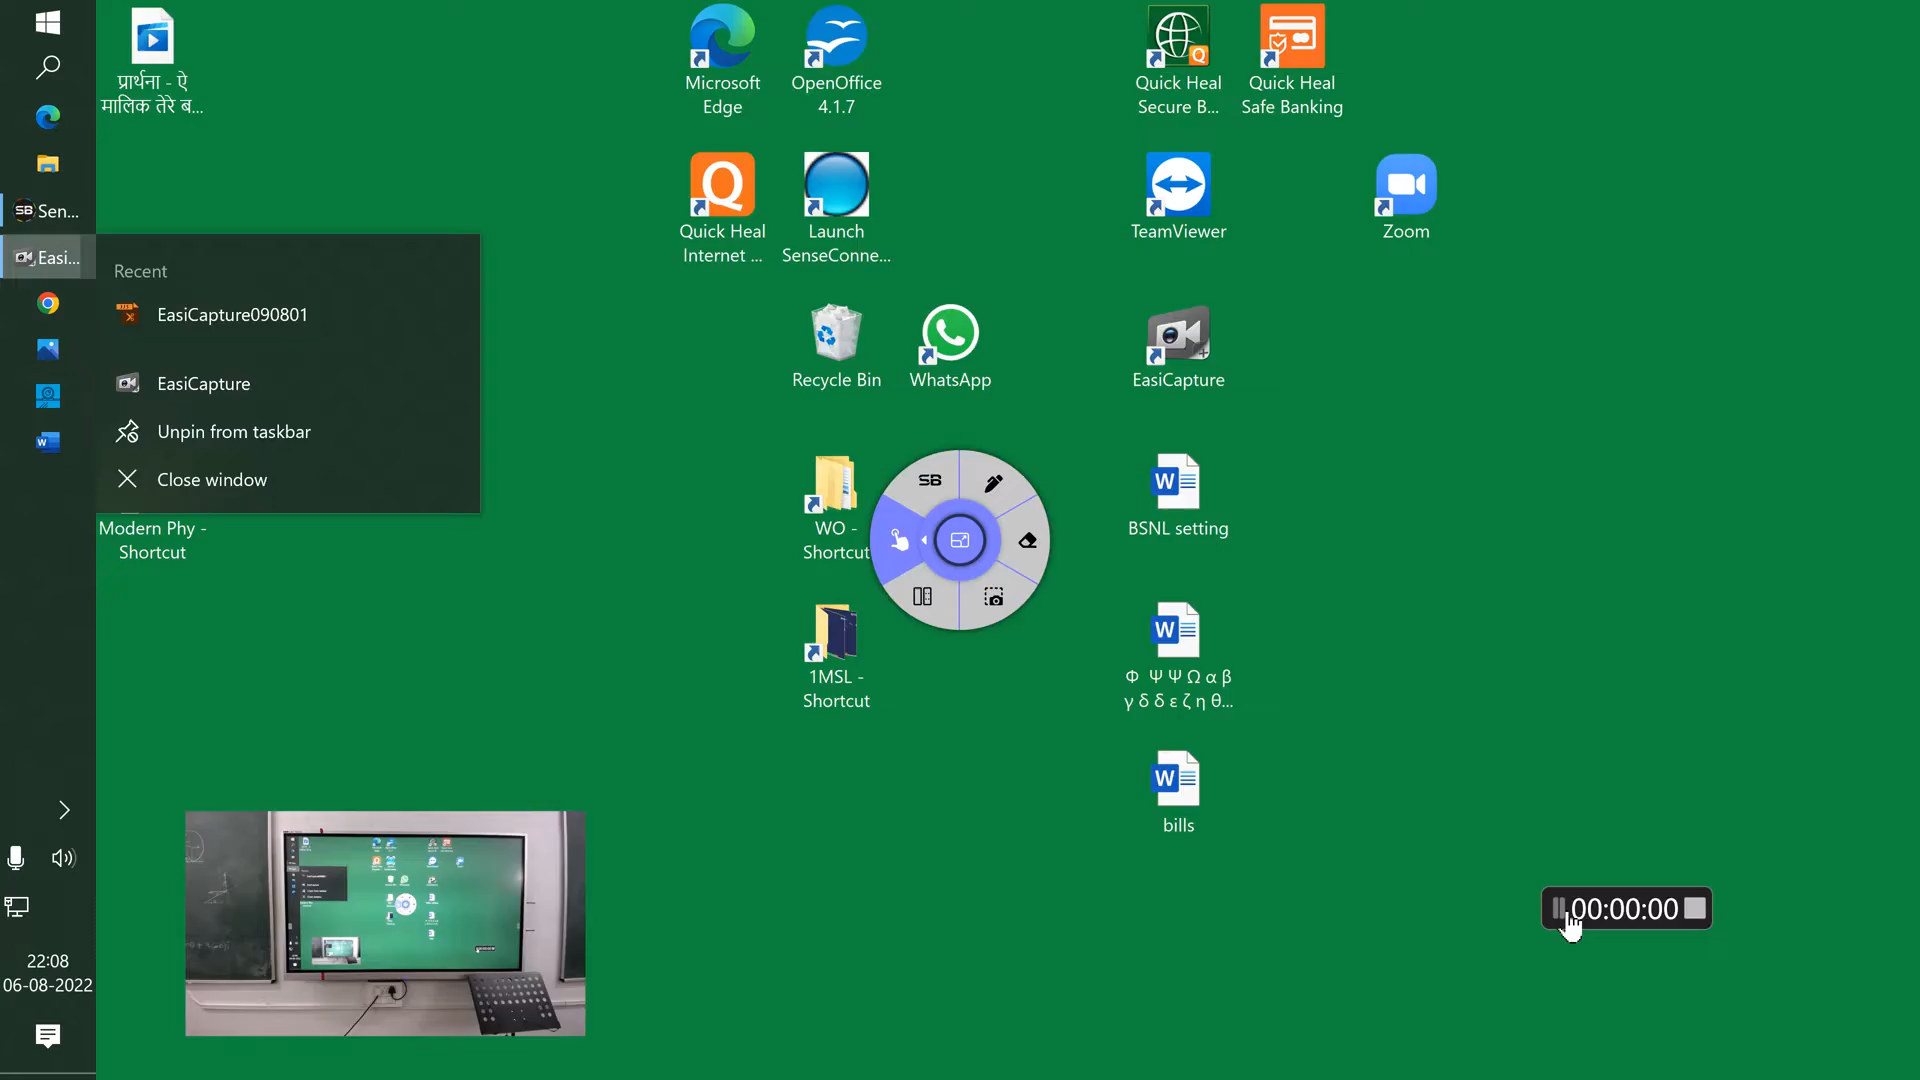 प्रार्थना - ऐ
मालिक तेरे ब...
Microsoft
Edge
OpenOffice
4.1.7
Quick Heal
Secure B...
Quick Heal
Safe Banking
Sen...
Easi...
Quick Heal
Internet ...
Launch
SenseConne...
TeamViewer
Zoom
Recent
EasiCapture090801
EasiCapture
Unpin from taskbar
Close window
Recycle Bin
WhatsApp
EasiCapture
Modern Phy -
Shortcut
WO -
Shortcut
SB
BSNL setting
1MSL -
Shortcut
Φ Ψ Ψ Ω α β
γ δ δ ε ζ η θ...
bills
00:00:00
22:08
06-08-2022